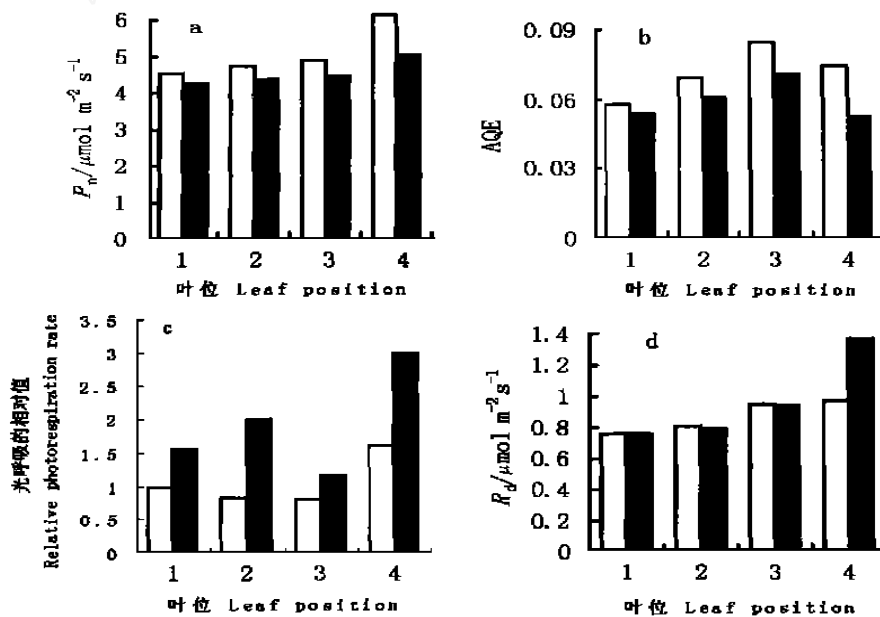 a
6
5
4
3
2
1
0
Pₙ/μmol m⁻² s⁻¹
1 2 3 4
叶位 Leaf position
b
0.09
0.06
0.03
0
AQE
1 2 3 4
叶位 Leaf position
c
3.5
3
2.5
2
1.5
1
0.5
0
光呼吸的相对值
Relative photorespiration rate
1 2 3 4
叶位 Leaf position
d
1.4
1.2
1
0.8
0.6
0.4
0.2
0
R_d/μmol m⁻² s⁻¹
1 2 3 4
叶位 Leaf position